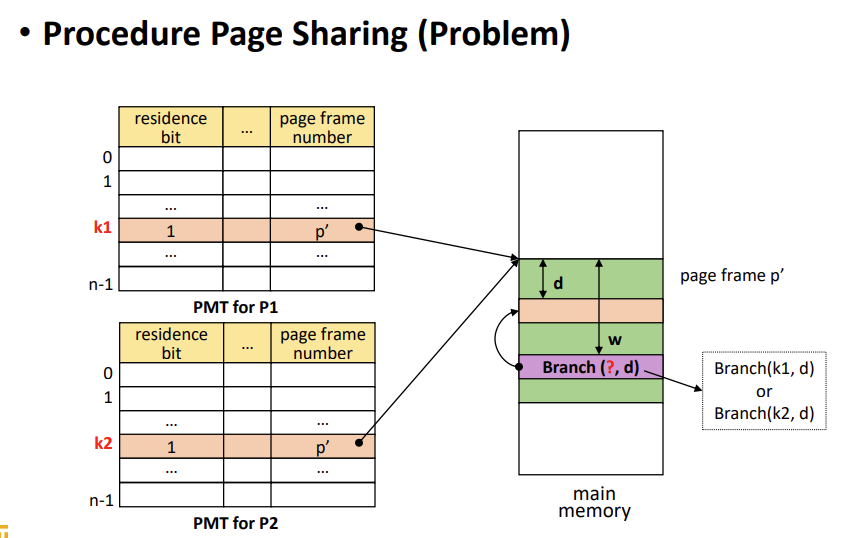 • Procedure Page Sharing (Problem)
residence bit ... page frame number
0
1
... ...
k1 1 p’
... ...
n-1
PMT for P1
residence bit ... page frame number
0
1
... ...
k2 1 p’
... ...
n-1
PMT for P2
d
page frame p’
w
Branch (?, d)
Branch(k1, d)
or
Branch(k2, d)
main
memory